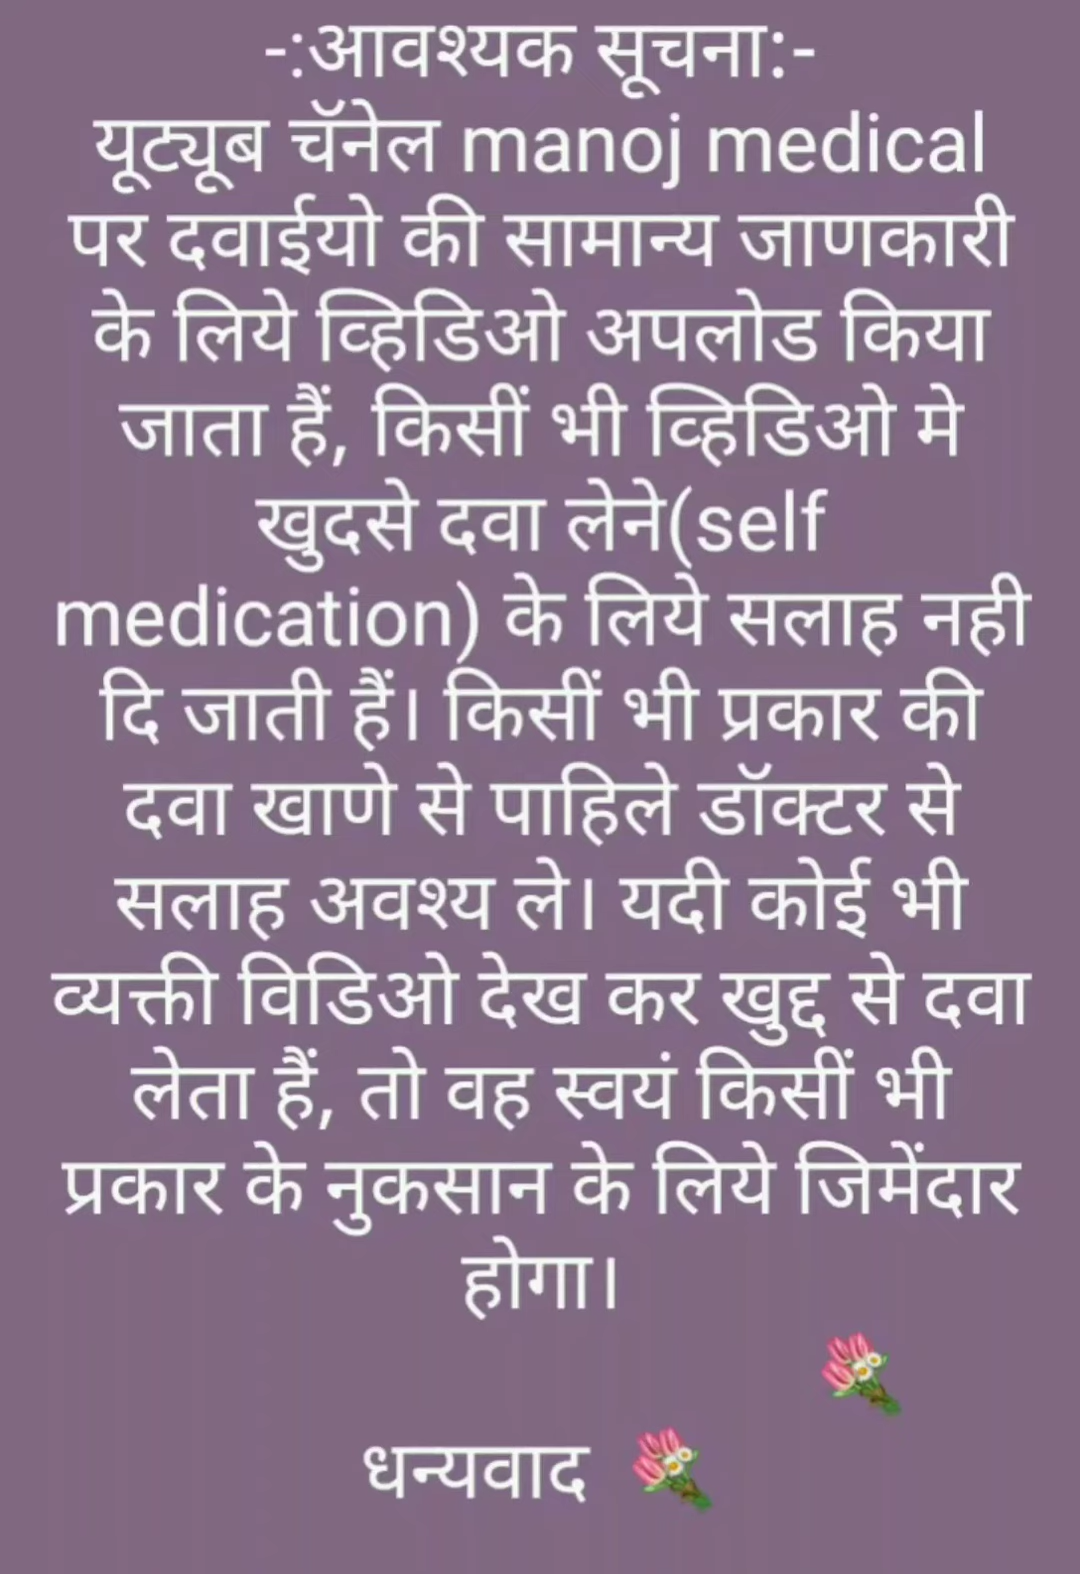 -:आवश्यक सूचना:-
यूट्यूब चॅनेल manoj medical
पर दवाईयो की सामान्य जाणकारी
के लिये व्हिडिओ अपलोड किया
जाता हैं, किसीं भी व्हिडिओ मे
खुदसे दवा लेने(self
medication) के लिये सलाह नही
दि जाती हैं। किसीं भी प्रकार की
दवा खाणे से पाहिले डॉक्टर से
सलाह अवश्य ले। यदी कोई भी
व्यक्ती विडिओ देख कर खुद्द से दवा
लेता हैं, तो वह स्वयं किसीं भी
प्रकार के नुकसान के लिये जिमेंदार
होगा।
धन्यवाद